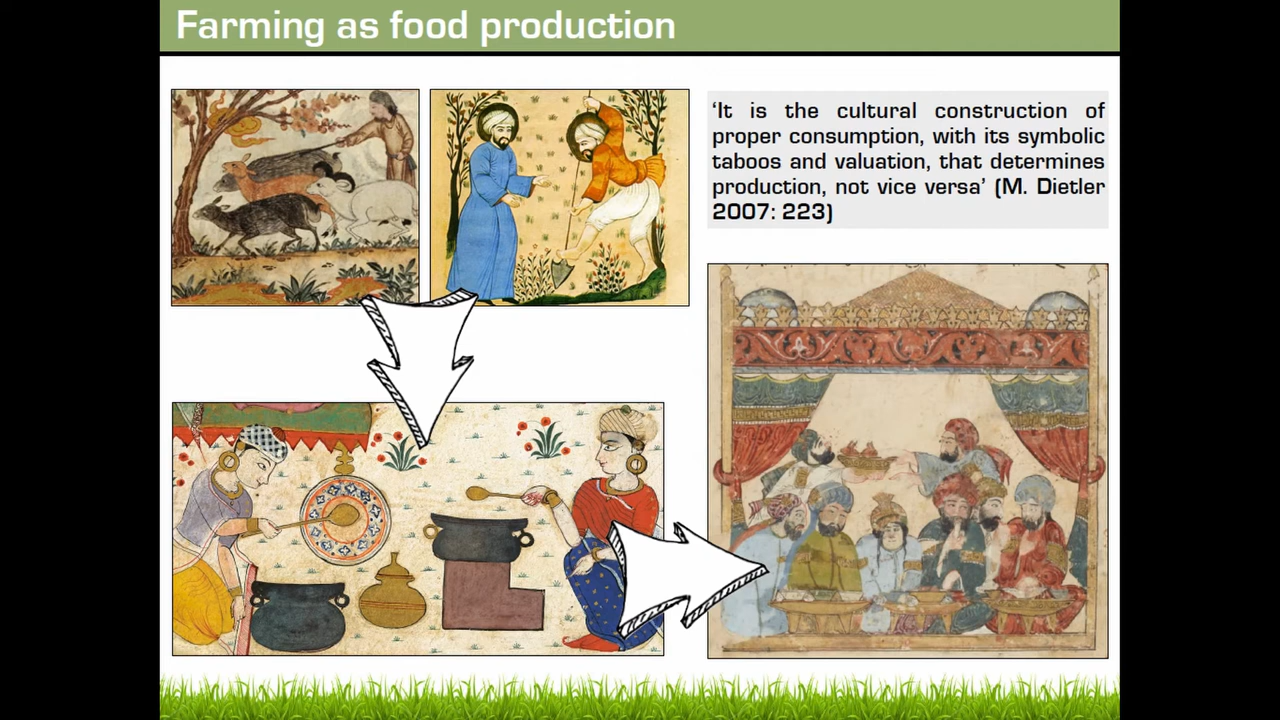 Farming as food production
‘It is the cultural construction of
proper consumption, with its symbolic
taboos and valuation, that determines
production, not vice versa’ (M. Dietler
2007: 223)